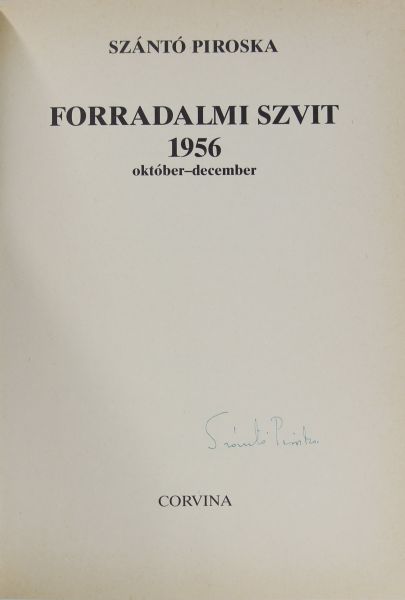 SZÁNTÓ PIROSKA
FORRADALMI SZVIT
1956
október–december
Szántó Piroska
CORVINA